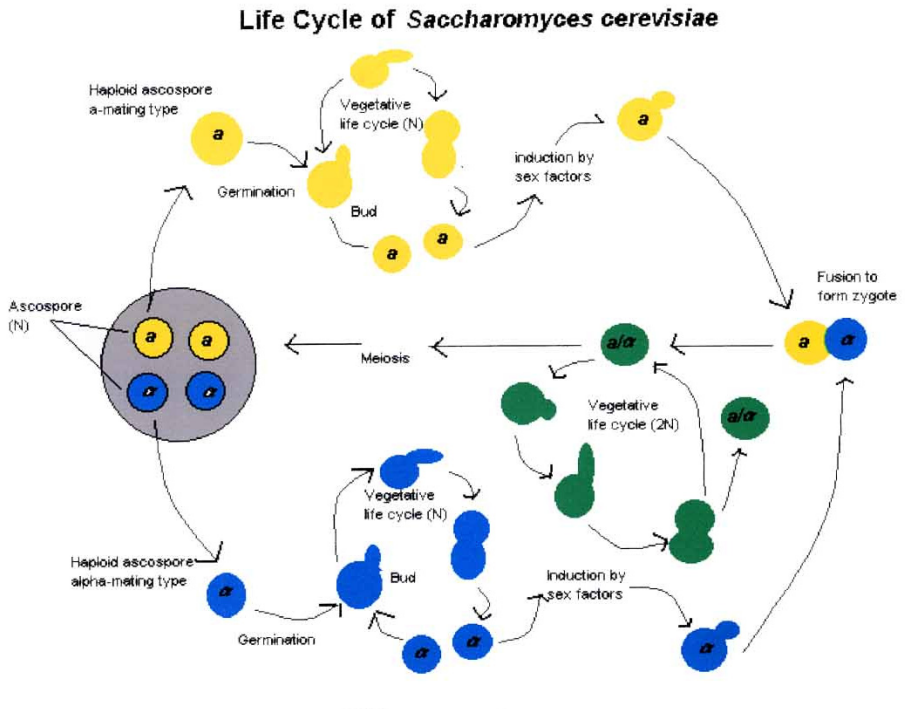 Life Cycle of Saccharomyces cerevisiae
Haploid ascospore
a-mating type
a
Vegetative
life cycle (N)
Germination
Bud
a
a
induction by
sex factors
a
Fusion to
form zygote
a
α
Ascospore
(N)
a
a
α
α
Meiosis
a/α
Vegetative
life cycle (2N)
a/α
Vegetative
life cycle (N)
Haploid ascospore
alpha-mating type
α
Germination
Bud
α
α
Induction by
sex factors
α